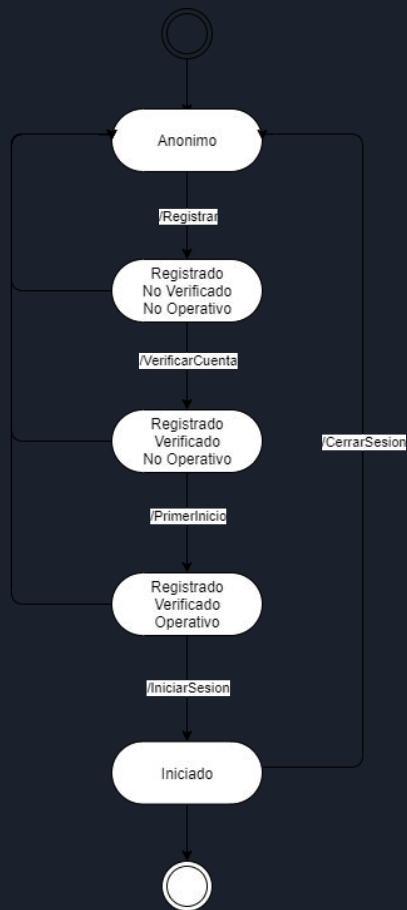 Anonimo
/Registrar
Registrado
No Verificado
No Operativo
/VerificarCuenta
Registrado
Verificado
No Operativo
/CerrarSesion
/PrimerInicio
Registrado
Verificado
Operativo
/IniciarSesion
Iniciado